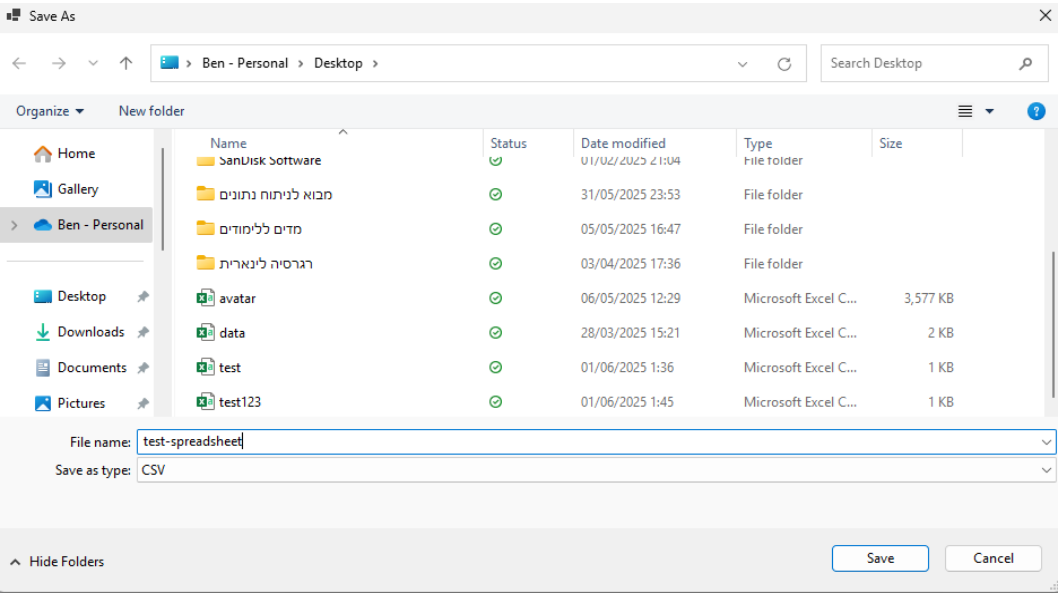 Save As
Ben - Personal > Desktop >
Search Desktop
Organize
New folder
?
Name
Status
Date modified
Type
Size
Home
Gallery
Ben - Personal
Desktop
Downloads
Documents
Pictures
SanDisk Software 01/02/2025 21:04 File folder
מבוא לניתוח נתונים 31/05/2025 23:53 File folder
מדים ללימודים 05/05/2025 16:47 File folder
רגרסיה לינארית 03/04/2025 17:36 File folder
avatar 06/05/2025 12:29 Microsoft Excel C... 3,577 KB
data 28/03/2025 15:21 Microsoft Excel C... 2 KB
test 01/06/2025 1:36 Microsoft Excel C... 1 KB
test123 01/06/2025 1:45 Microsoft Excel C... 1 KB
File name: test-spreadsheet
Save as type: CSV
Hide Folders
Save
Cancel